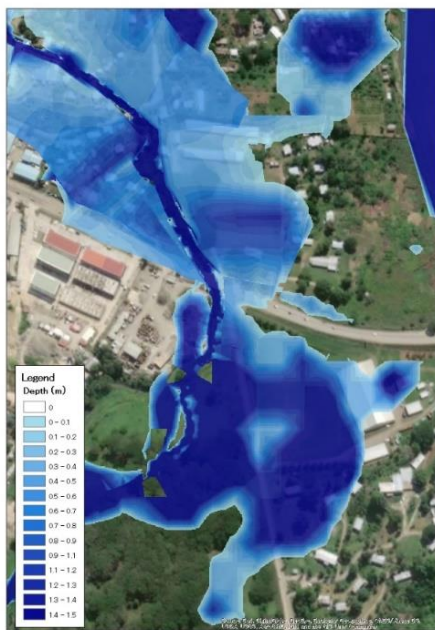 Legend
Depth (m)
0
0 - 0.1
0.1 - 0.2
0.2 - 0.3
0.3 - 0.4
0.4 - 0.5
0.5 - 0.6
0.6 - 0.7
0.7 - 0.8
0.8 - 0.9
0.9 - 1.1
1.1 - 1.2
1.2 - 1.3
1.3 - 1.4
1.4 - 1.5